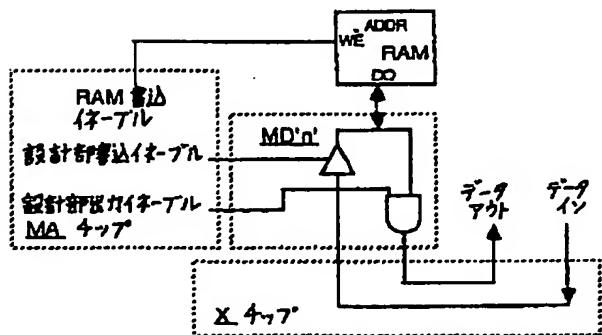 ADDR
WE
RAM
DO
RAM 書込
イネーブル
MD'n'
設計部書込イネーブル
設計部出力イネーブル
MA チップ
データ
アウト
データ
イン
X チップ